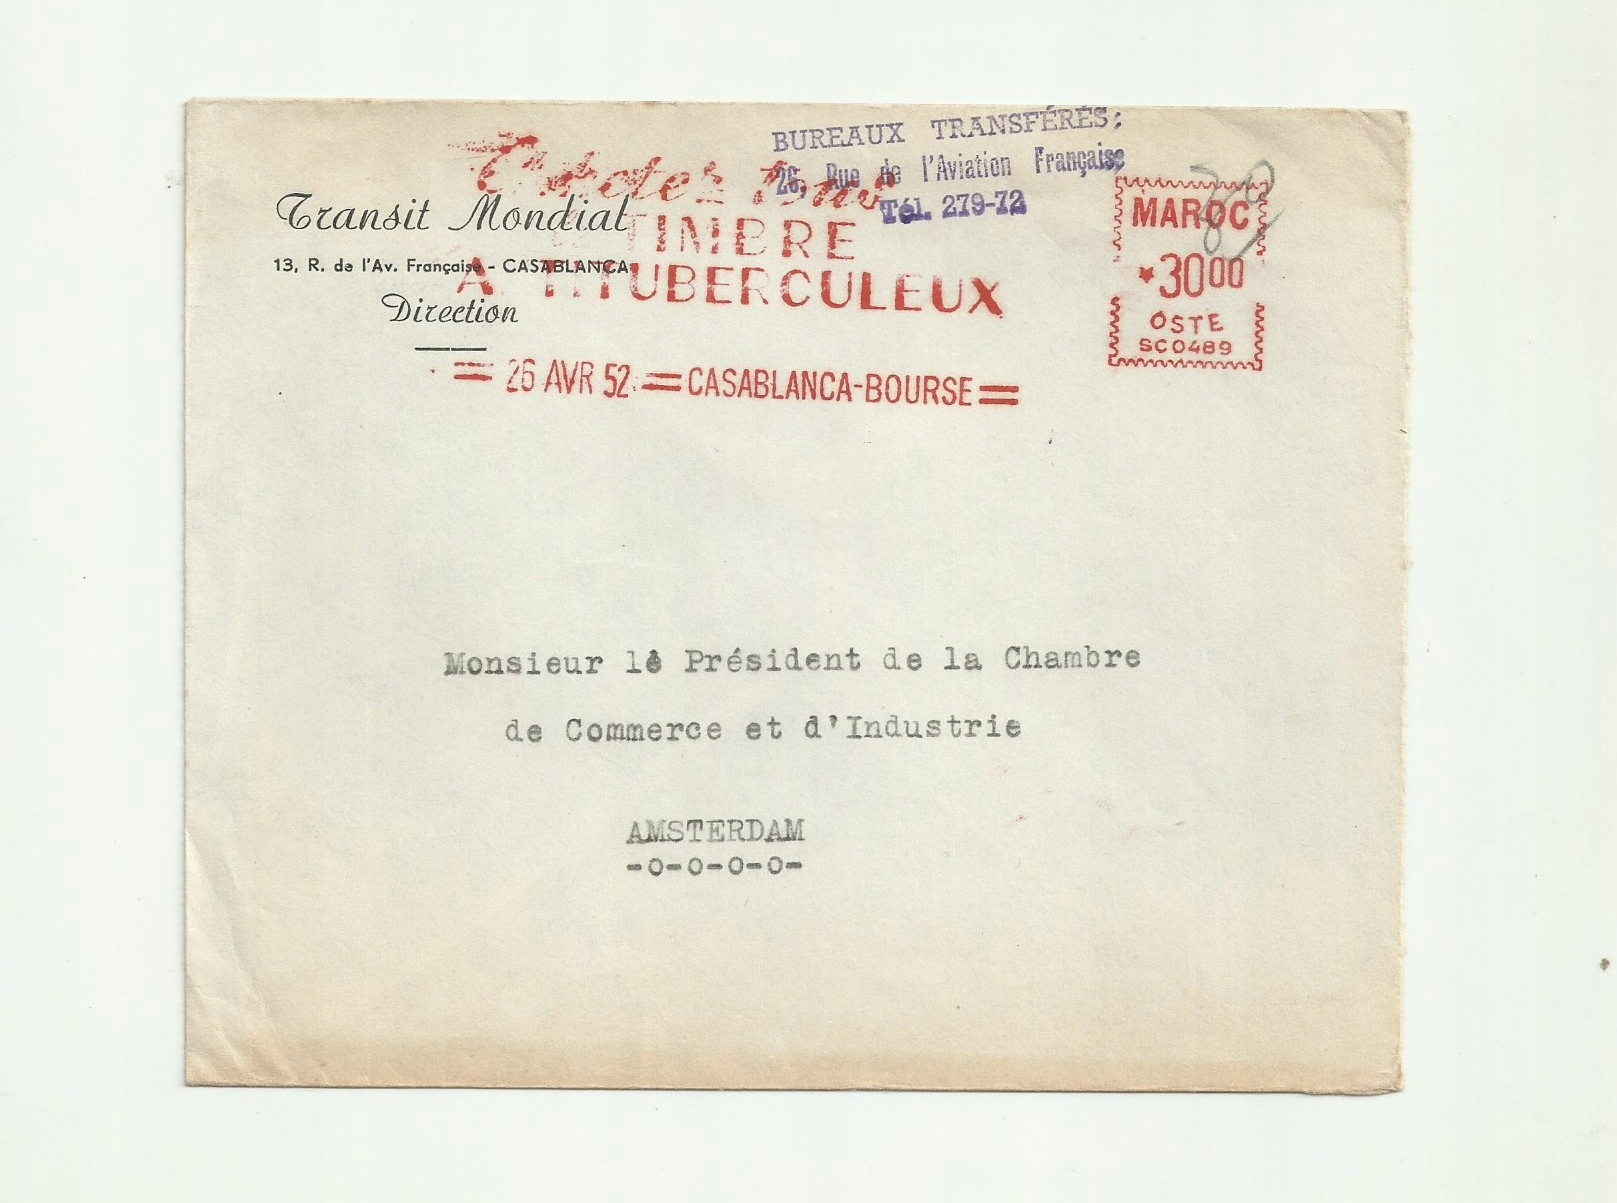 BUREAUX TRANSFÉRÉS:
26, Rue de l'Aviation Française
Tél. 279-72
Transit Mondial
13, R. de l'Av. Française - CASABLANCA
Direction
TIMBRE
A TUBERCULEUX
26 AVR 52 CASABLANCA-BOURSE
MAROC
*3000
OSTE
SC0489
Monsieur le Président de la Chambre
de Commerce et d'Industrie
AMSTERDAM
-o-o-o-o-